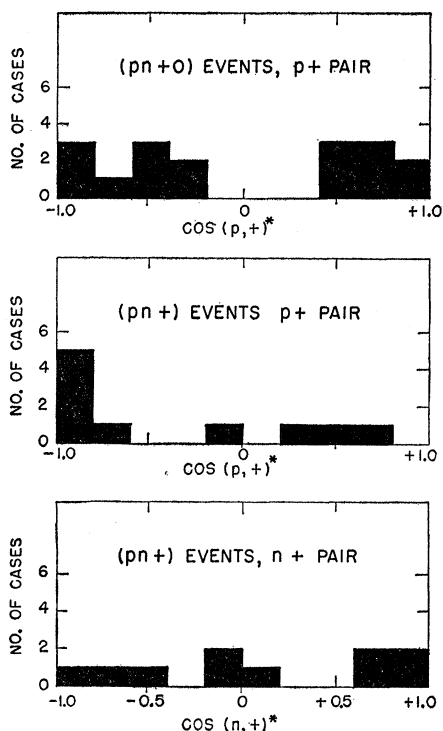 (pn+0) EVENTS, p+ PAIR
NO. OF CASES
6
4
2
0
-1.0 0 +1.0
COS (p,+)*
(pn+) EVENTS p+ PAIR
NO. OF CASES
6
4
2
0
-1.0 0 +1.0
COS (p,+)*
(pn+) EVENTS, n+ PAIR
NO. OF CASES
6
4
2
0
-1.0 -0.5 0 +0.5 +1.0
COS (n,+)*